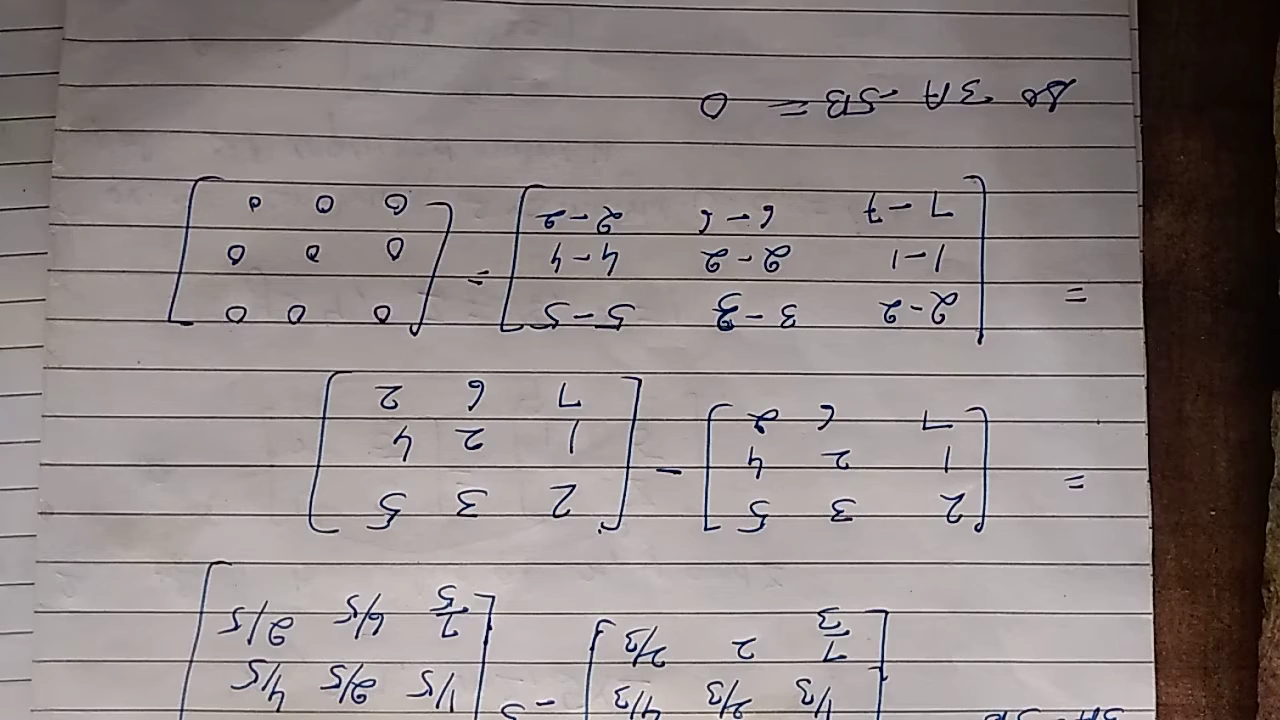 3A - 5B
1/3 2/3 4/3 - 5 1/5 2/5 4/5
7/3 2 2/3 7/5 6/5 2/5
= [ 2 3 5 ] - [ 2 3 5 ]
1 2 4 1 2 4
7 6 2 7 6 2
= [ 2-2 3-3 5-5 ] = [ 0 0 0 ]
1-1 2-2 4-4 0 0 0
7-7 6-6 2-2 0 0 0
So 3A - 5B = 0